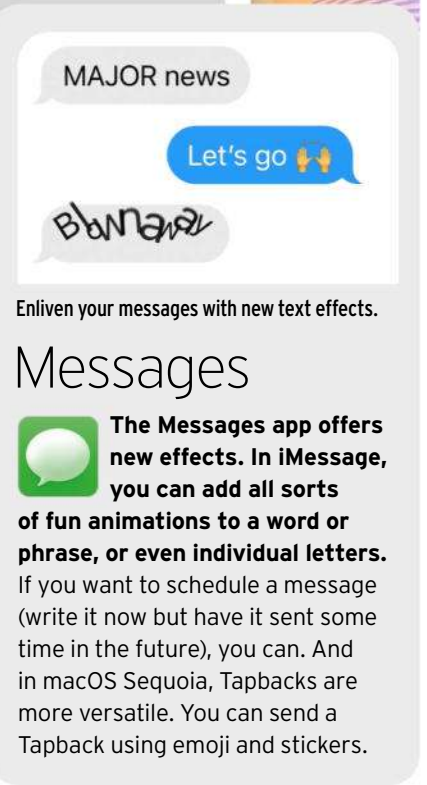 MAJOR news
Let's go 🙌
Blownaway
Enliven your messages with new text effects.
Messages
The Messages app offers
new effects. In iMessage,
you can add all sorts
of fun animations to a word or
phrase, or even individual letters.
If you want to schedule a message
(write it now but have it sent some
time in the future), you can. And
in macOS Sequoia, Tapbacks are
more versatile. You can send a
Tapback using emoji and stickers.